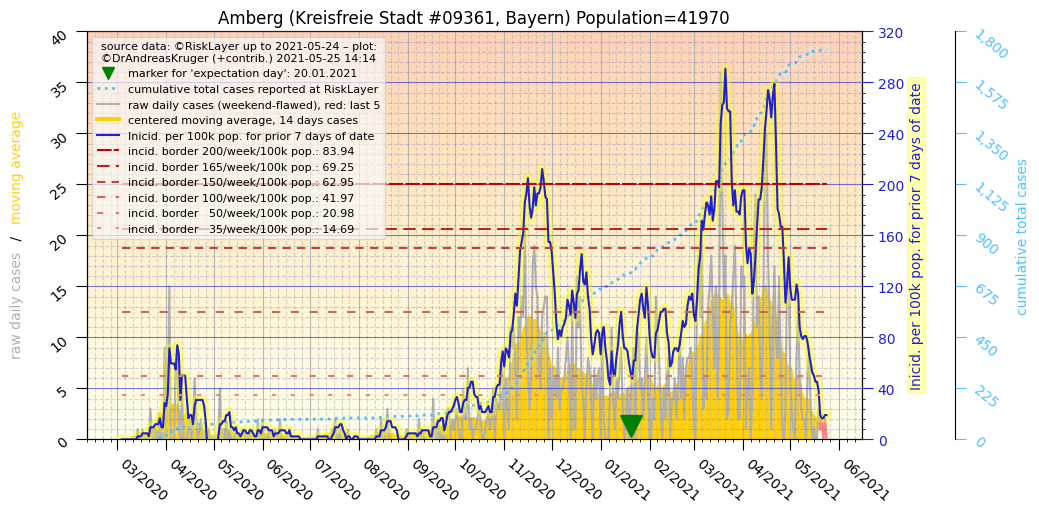 Amberg (Kreisfreie Stadt #09361, Bayern) Population=41970
source data: ©RiskLayer up to 2021-05-24 – plot:
©DrAndreasKruger (+contrib.) 2021-05-25 14:14
marker for 'expectation day': 20.01.2021
cumulative total cases reported at RiskLayer
raw daily cases (weekend-flawed), red: last 5
centered moving average, 14 days cases
Inicid. per 100k pop. for prior 7 days of date
incid. border 200/week/100k pop.: 83.94
incid. border 165/week/100k pop.: 69.25
incid. border 150/week/100k pop.: 62.95
incid. border 100/week/100k pop.: 41.97
incid. border 50/week/100k pop.: 20.98
incid. border 35/week/100k pop.: 14.69
raw daily cases / moving average
40
35
30
25
20
15
10
5
0
320
280
240
200
160
120
80
40
0
Inicid. per 100k pop. for prior 7 days of date
1,800
1,575
1,350
1,125
900
675
450
225
0
cumulative total cases
03/2020
04/2020
05/2020
06/2020
07/2020
08/2020
09/2020
10/2020
11/2020
12/2020
01/2021
02/2021
03/2021
04/2021
05/2021
06/2021